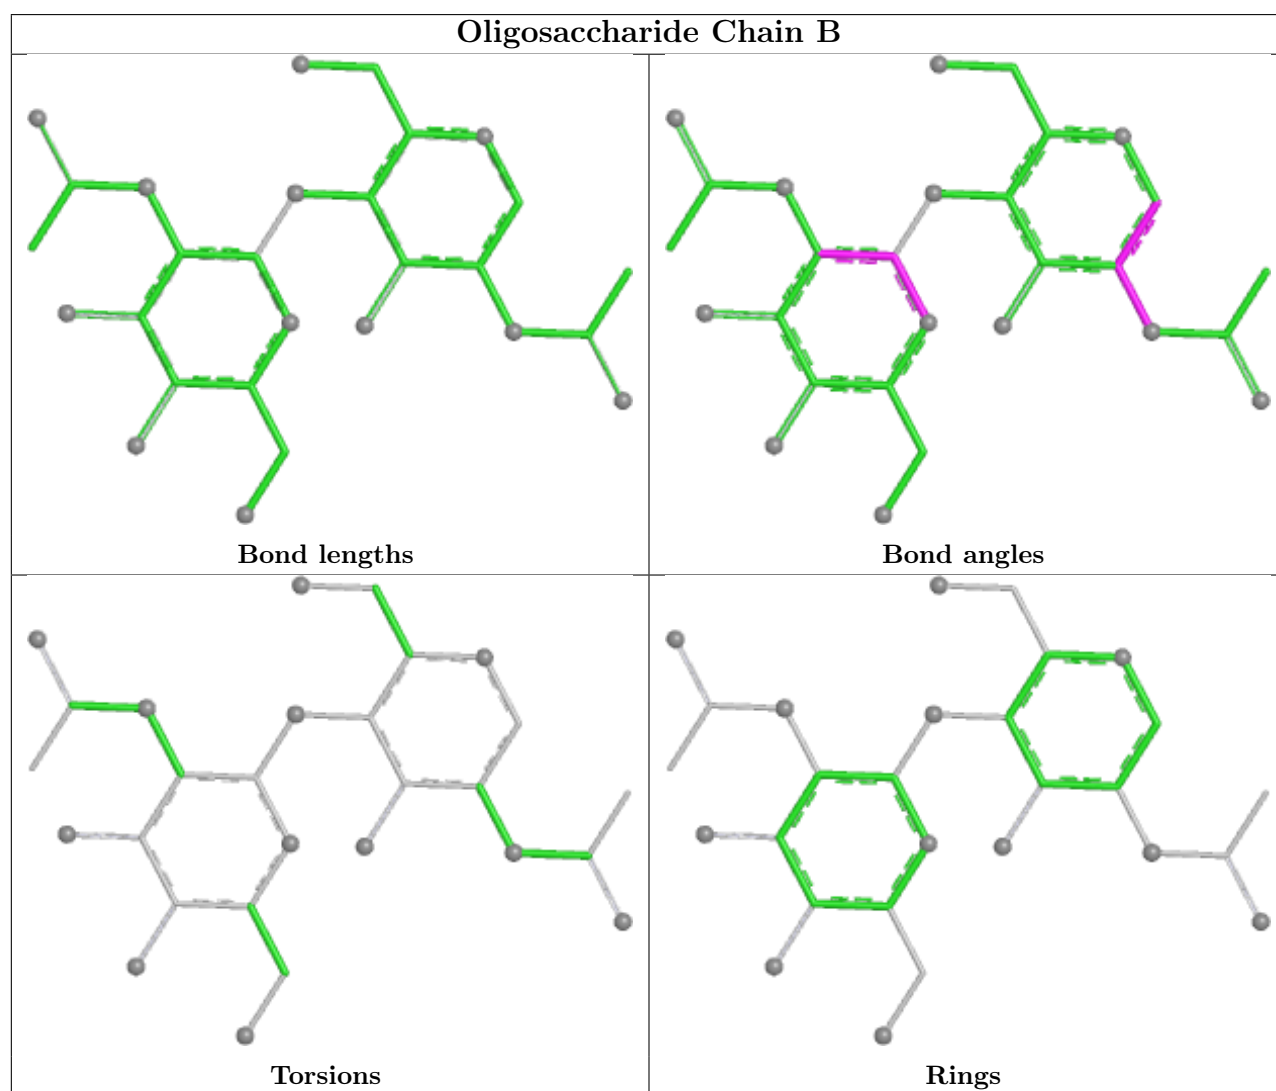 Oligosaccharide Chain B
Bond lengths
Bond angles
Torsions
Rings